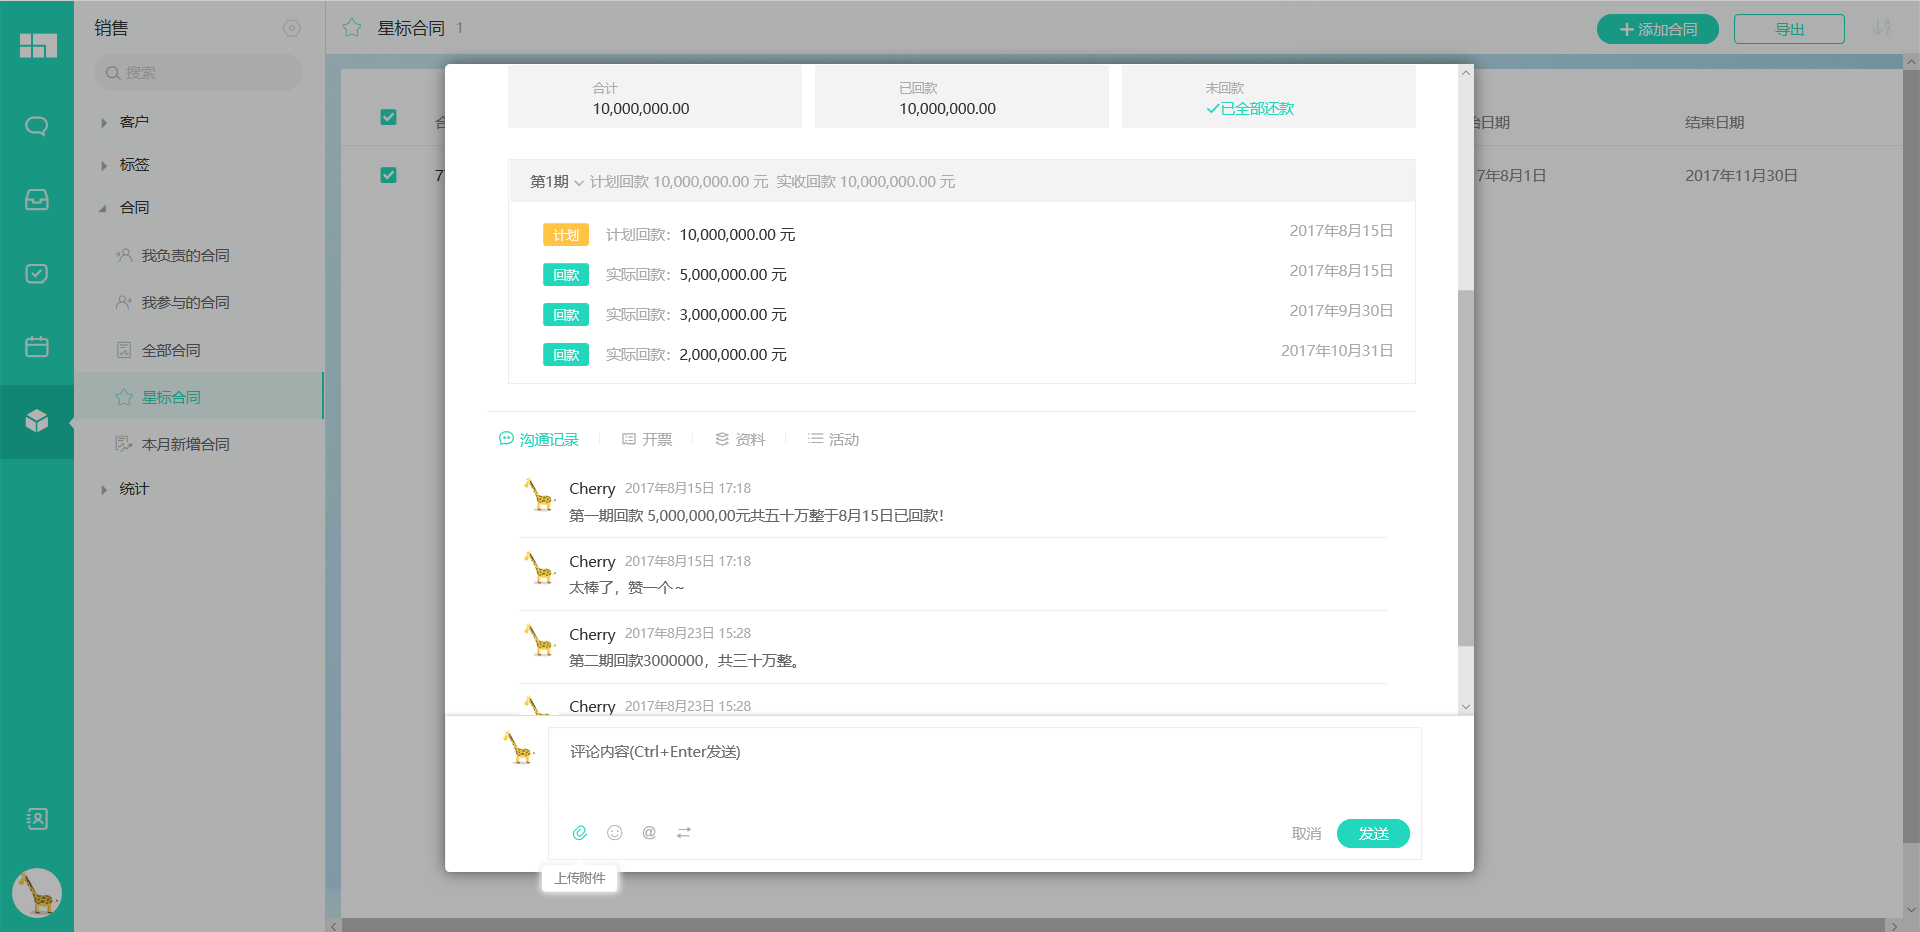 销售
搜索
客户
标签
合同
我负责的合同
我参与的合同
全部合同
星标合同
本月新增合同
统计
星标合同 1
添加合同
导出
合
始日期
结束日期
7
7年8月1日
2017年11月30日
合计
10,000,000.00
已回款
10,000,000.00
未回款
已全部还款
第1期 计划回款 10,000,000.00 元 实收回款 10,000,000.00 元
计划 计划回款: 10,000,000.00 元 2017年8月15日
回款 实际回款: 5,000,000.00 元 2017年8月15日
回款 实际回款: 3,000,000.00 元 2017年9月30日
回款 实际回款: 2,000,000.00 元 2017年10月31日
沟通记录 开票 资料 活动
Cherry 2017年8月15日 17:18
第一期回款 5,000,000,00元共五十万整于8月15日已回款!
Cherry 2017年8月15日 17:18
太棒了，赞一个~
Cherry 2017年8月23日 15:28
第二期回款3000000，共三十万整。
Cherry 2017年8月23日 15:28
评论内容(Ctrl+Enter发送)
取消 发送
上传附件